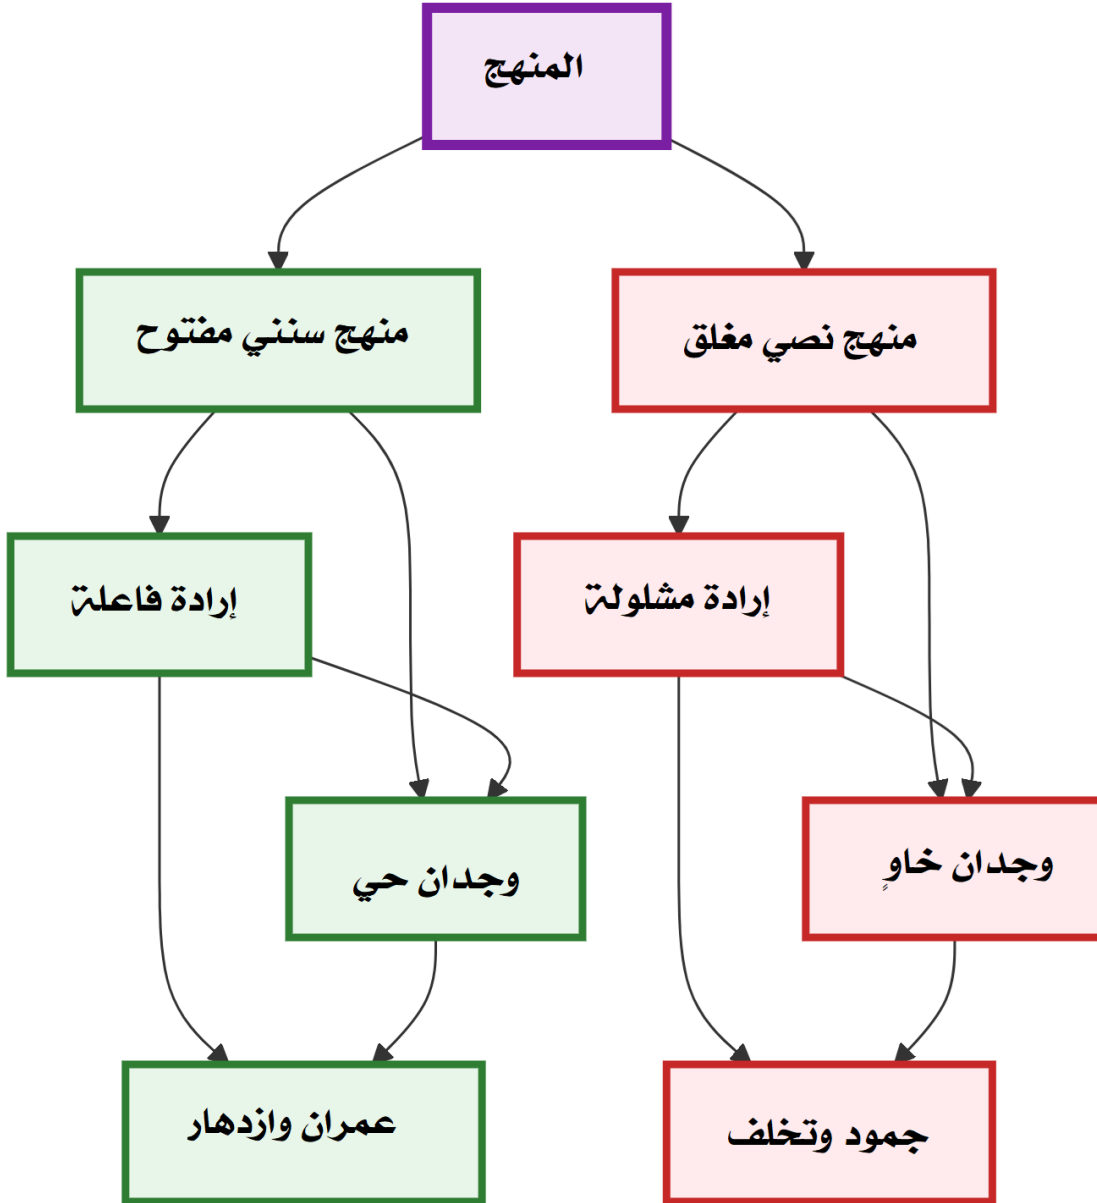 المنهج
منهج نصي مغلق
منهج سنني مفتوح
إرادة مشلولة
إرادة فاعلة
وجدان خاوٍ
وجدان حي
جمود وتخلف
عمران وازدهار